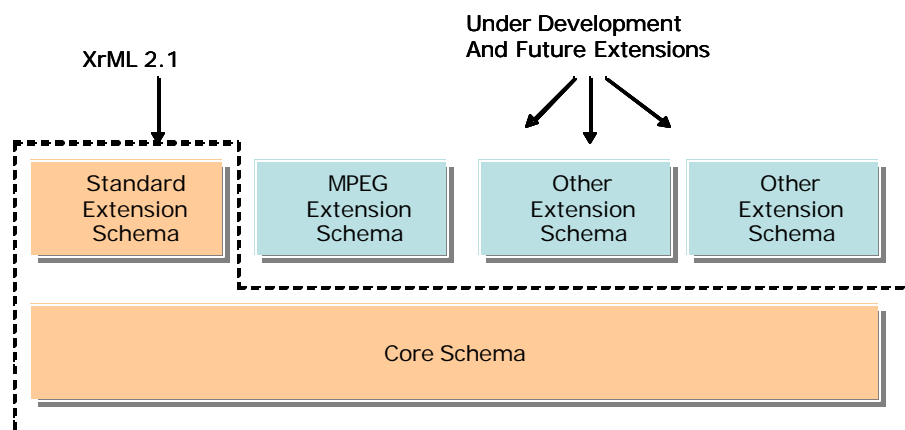 Under Development
And Future Extensions
XrML 2.1
Standard
Extension
Schema
MPEG
Extension
Schema
Other
Extension
Schema
Other
Extension
Schema
Core Schema